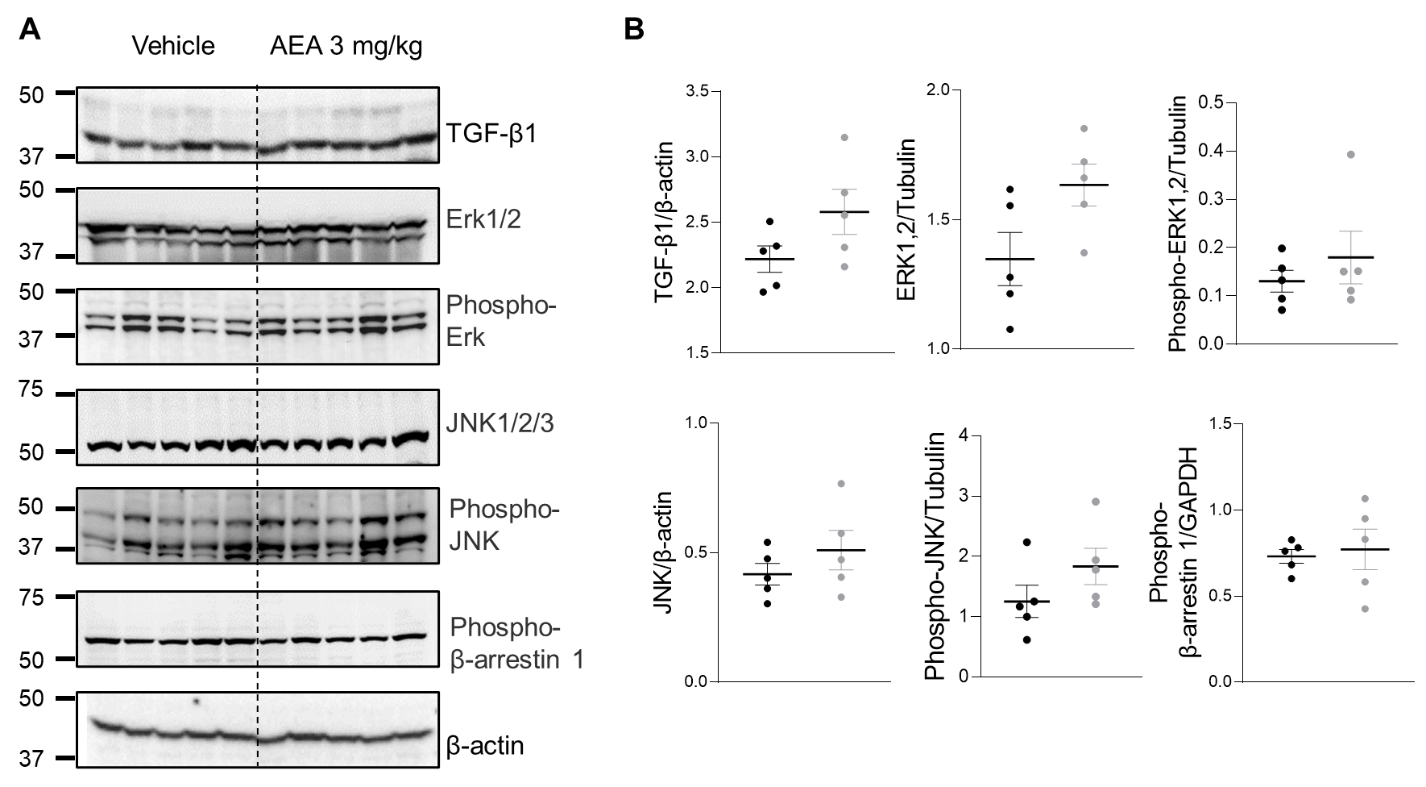 A
Vehicle
AEA 3 mg/kg
50
37
TGF-β1
50
37
Erk1/2
50
37
Phospho-
Erk
75
50
JNK1/2/3
50
37
Phospho-
JNK
75
50
Phospho-
β-arrestin 1
50
37
β-actin
B
TGF-β1/β-actin
3.5
3.0
2.5
2.0
1.5
ERK1,2/Tubulin
2.0
1.5
1.0
Phospho-ERK1,2/Tubulin
0.5
0.4
0.3
0.2
0.1
0.0
JNK/β-actin
1.0
0.5
0.0
Phospho-JNK/Tubulin
4
3
2
1
0
Phospho-
β-arrestin 1/GAPDH
1.5
1.0
0.5
0.0